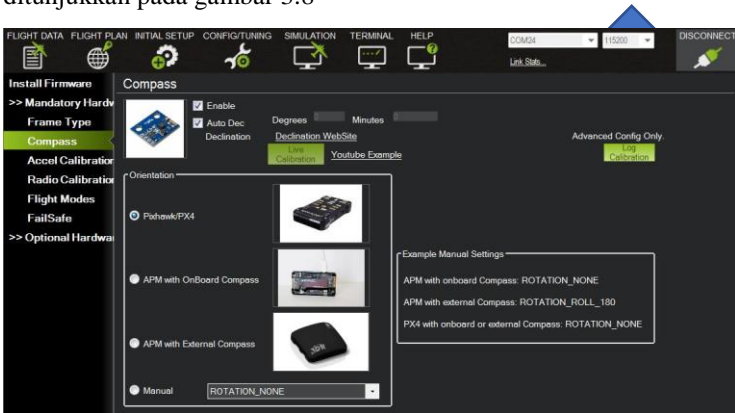 ditunjukkan pada gambar 3.8
FLIGHT DATA FLIGHT PLAN INITIAL SETUP CONFIG/TUNING SIMULATION TERMINAL HELP COM24 115200 DISCONNECT
Link Stats...
Install Firmware
Compass
>> Mandatory Hardw
Enable
Frame Type
Auto Dec
Degrees Minutes
Declination
Declination WebSite
Advanced Config Only.
Compass
Live Calibration
Youtube Example
Log Calibration
Accel Calibration
Radio Calibration
Orientation
Flight Modes
FailSafe
Pixhawk/PX4
>> Optional Hardwa
Example Manual Settings
APM with OnBoard Compass
APM with onboard Compass: ROTATION_NONE
APM with external Compass: ROTATION_ROLL_180
PX4 with onboard or external Compass: ROTATION_NONE
APM with External Compass
Manual ROTATION_NONE